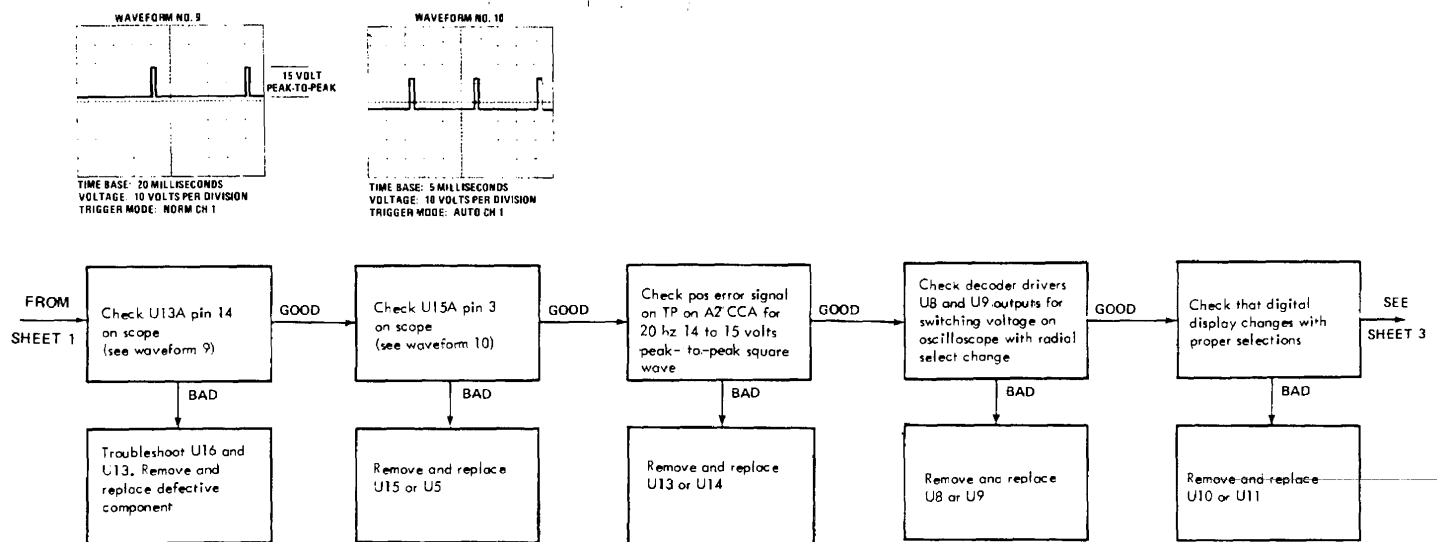 WAVEFORM NO. 9
15 VOLT
PEAK-TO-PEAK
TIME BASE: 20 MILLISECONDS
VOLTAGE: 10 VOLTS PER DIVISION
TRIGGER MODE: NORM CH 1
WAVEFORM NO. 10
TIME BASE: 5 MILLISECONDS
VOLTAGE: 10 VOLTS PER DIVISION
TRIGGER MODE: AUTO CH 1
FROM
SHEET 1
Check U13A pin 14
on scope
(see waveform 9)
GOOD
Check U15A pin 3
on scope
(see waveform 10)
GOOD
Check pos error signal
on TP on A2 CCA for
20 hz 14 to 15 volts
peak-to-peak square
wave
GOOD
Check decoder drivers
U8 and U9 outputs for
switching voltage on
oscilloscope with radial
select change
GOOD
Check that digital
display changes with
proper selections
SEE
SHEET 3
BAD
BAD
BAD
BAD
BAD
Troubleshoot U16 and
U13. Remove and
replace defective
component
Remove and replace
U15 or U5
Remove and replace
U13 or U14
Remove and replace
U8 or U9
Remove and replace
U10 or U11